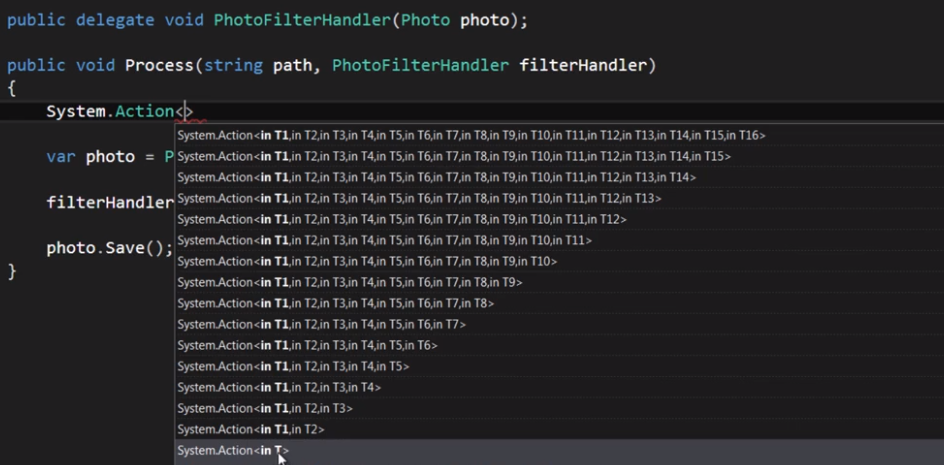 public delegate void PhotoFilterHandler(Photo photo);
public void Process(string path, PhotoFilterHandler filterHandler)
{
System.Action<>
System.Action<in T1,in T2,in T3,in T4,in T5,in T6,in T7,in T8,in T9,in T10,in T11,in T12,in T13,in T14,in T15,in T16>
var photo = P
System.Action<in T1,in T2,in T3,in T4,in T5,in T6,in T7,in T8,in T9,in T10,in T11,in T12,in T13,in T14,in T15>
System.Action<in T1,in T2,in T3,in T4,in T5,in T6,in T7,in T8,in T9,in T10,in T11,in T12,in T13,in T14>
filterHandler
System.Action<in T1,in T2,in T3,in T4,in T5,in T6,in T7,in T8,in T9,in T10,in T11,in T12,in T13>
System.Action<in T1,in T2,in T3,in T4,in T5,in T6,in T7,in T8,in T9,in T10,in T11,in T12>
photo.Save();
System.Action<in T1,in T2,in T3,in T4,in T5,in T6,in T7,in T8,in T9,in T10,in T11>
System.Action<in T1,in T2,in T3,in T4,in T5,in T6,in T7,in T8,in T9,in T10>
}
System.Action<in T1,in T2,in T3,in T4,in T5,in T6,in T7,in T8,in T9>
System.Action<in T1,in T2,in T3,in T4,in T5,in T6,in T7,in T8>
System.Action<in T1,in T2,in T3,in T4,in T5,in T6,in T7>
System.Action<in T1,in T2,in T3,in T4,in T5,in T6>
System.Action<in T1,in T2,in T3,in T4,in T5>
System.Action<in T1,in T2,in T3,in T4>
System.Action<in T1,in T2,in T3>
System.Action<in T1,in T2>
System.Action<in T>